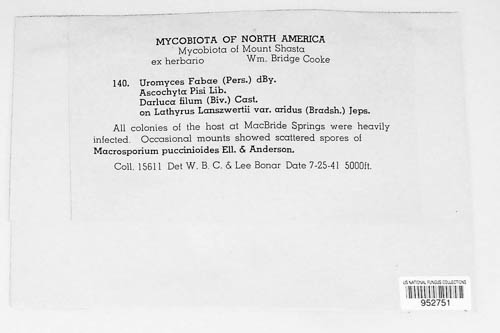 MYCOBIOTA OF NORTH AMERICA
Mycobiota of Mount Shasta
ex herbario Wm. Bridge Cooke
140. Uromyces Fabae (Pers.) dBy.
Ascochyta Pisi Lib.
Darluca filum (Biv.) Cast.
on Lathyrus Lanszwertii var. aridus (Bradsh.) Jeps.
All colonies of the host at MacBride Springs were heavily
infected. Occasional mounts showed scattered spores of
Macrosporium puccinioides Ell. & Anderson.
Coll. 15611 Det W. B. C. & Lee Bonar Date 7-25-41 5000ft.
US NATIONAL FUNGUS COLLECTIONS
952751